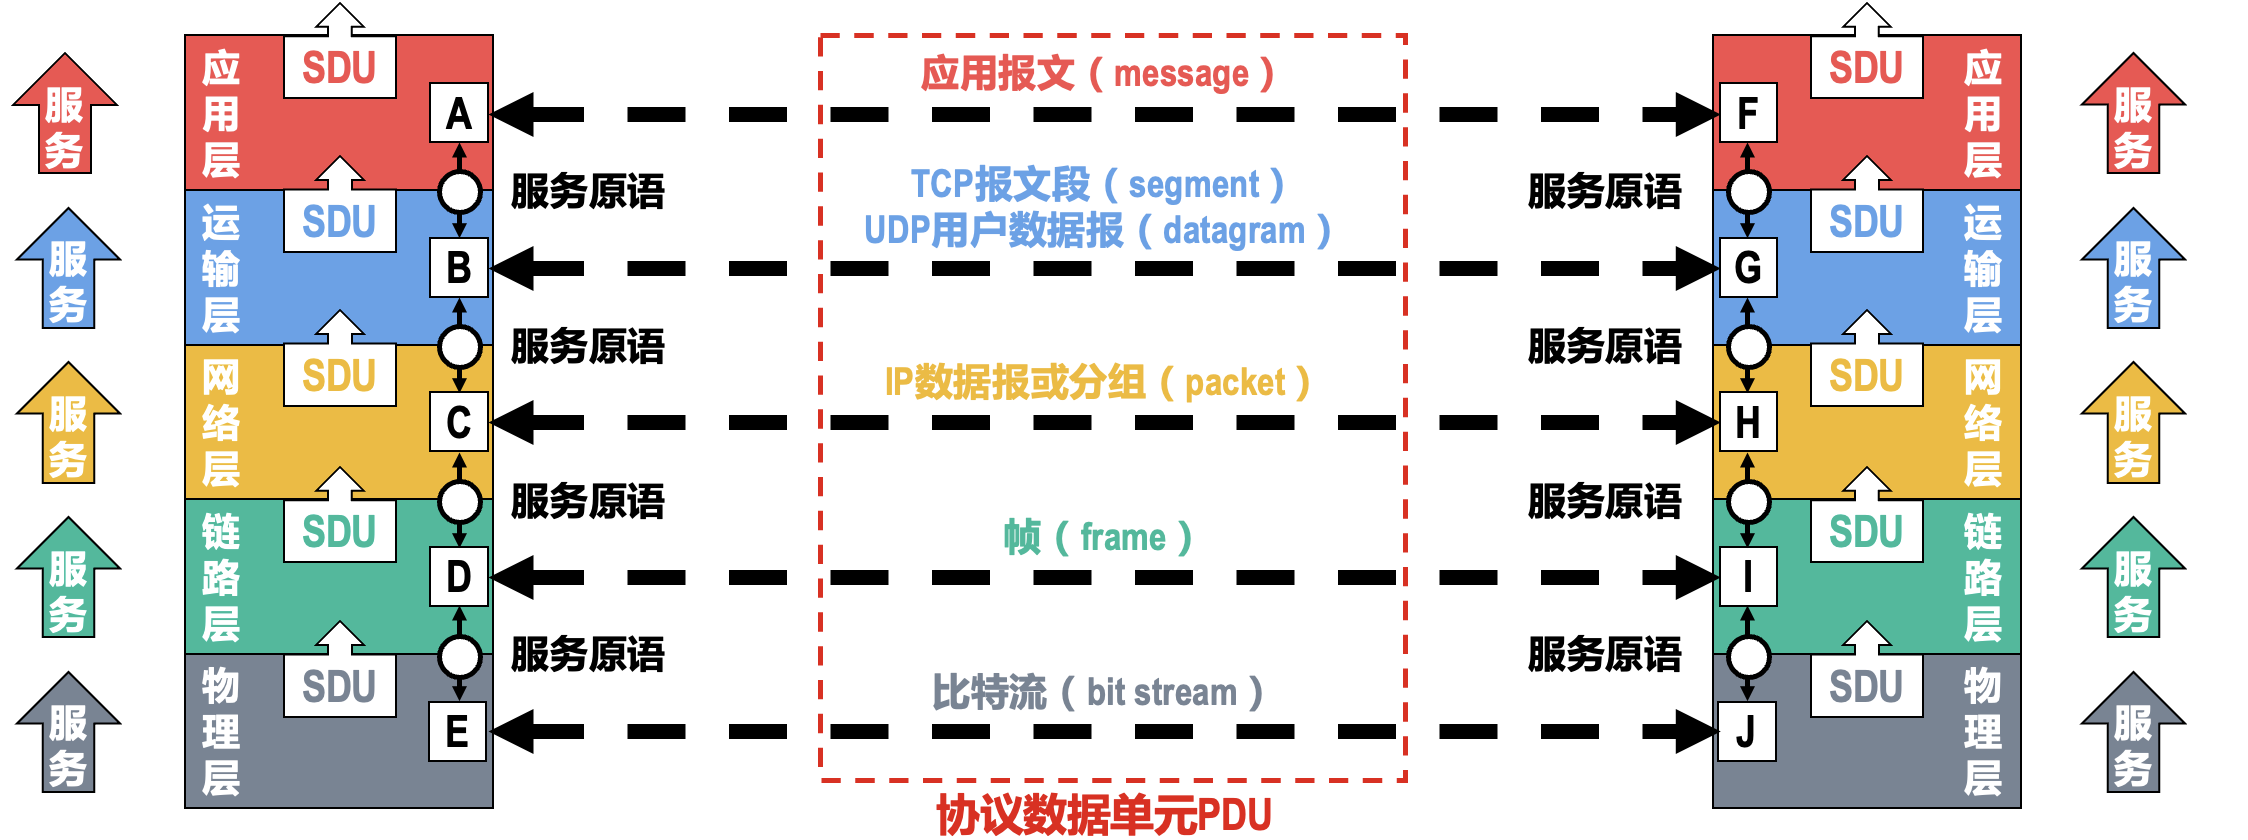 SDU
SDU
应用层
服务
A
应用报文（message）
F
应用层
服务
服务原语
TCP报文段（segment）
服务原语
UDP用户数据报（datagram）
SDU
SDU
运输层
服务
B
G
运输层
服务
服务原语
服务原语
SDU
IP数据报或分组（packet）
SDU
网络层
服务
C
H
网络层
服务
服务原语
服务原语
SDU
帧（frame）
SDU
链路层
服务
D
I
链路层
服务
服务原语
服务原语
SDU
比特流（bit stream）
SDU
物理层
服务
E
J
物理层
服务
协议数据单元PDU